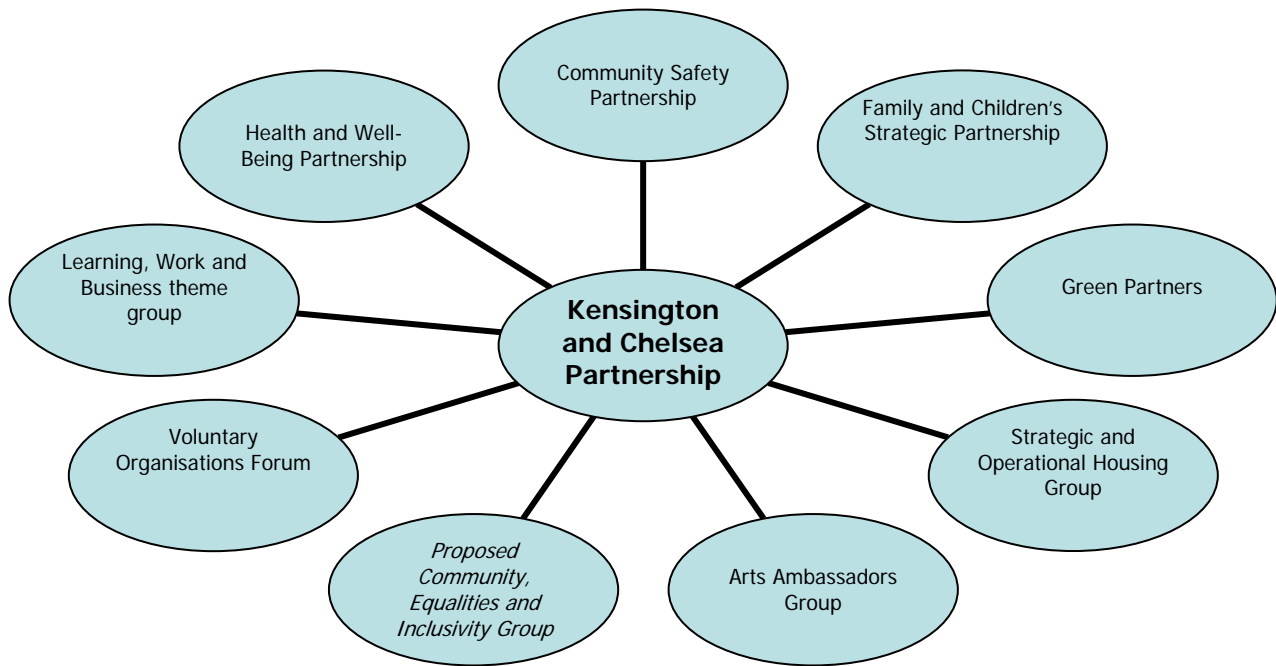 Community Safety
Partnership
Family and Children's
Strategic Partnership
Health and Well-
Being Partnership
Learning, Work and
Business theme
group
Green Partners
Kensington
and Chelsea
Partnership
Voluntary
Organisations Forum
Strategic and
Operational Housing
Group
Proposed
Community,
Equalities and
Inclusivity Group
Arts Ambassadors
Group